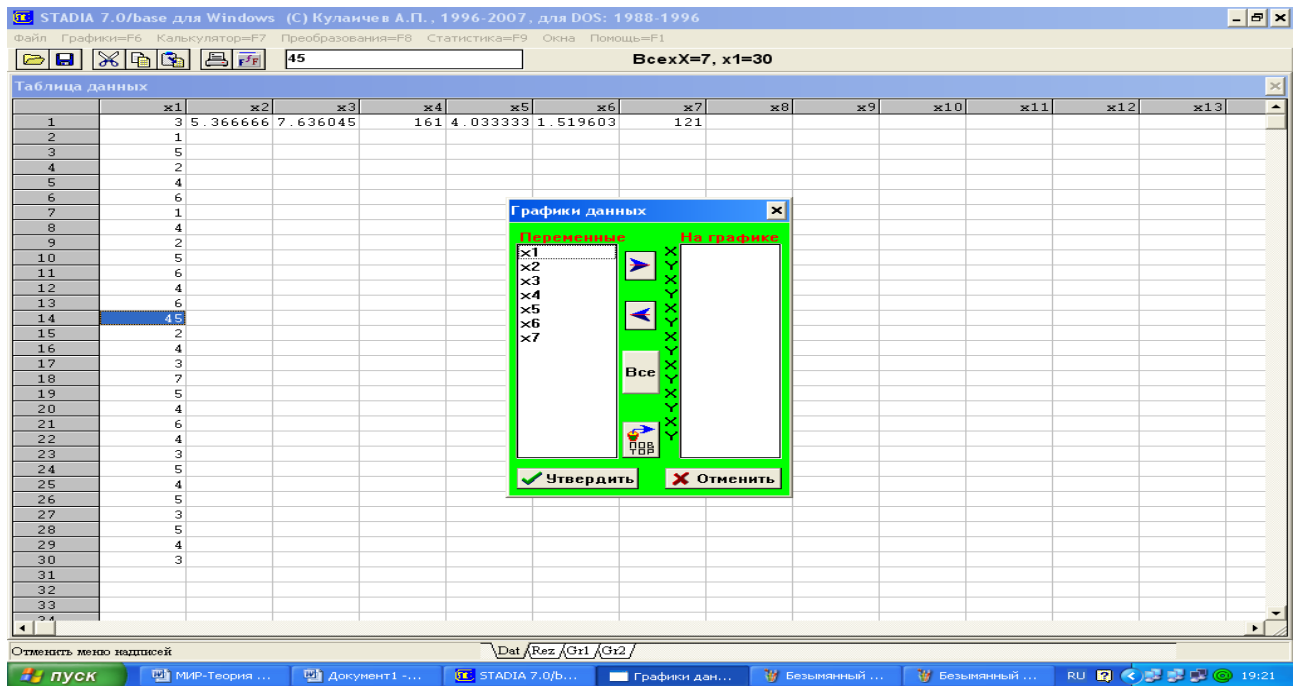 STADIA 7.0/base для Windows (C) Кулаичев А.П., 1996-2007, для DOS: 1988-1996
Файл Графики=F6 Калькулятор=F7 Преобразования=F8 Статистика=F9 Окна Помощь=F1
45 ВсехX=7, x1=30
Таблица данных
x1 x2 x3 x4 x5 x6 x7 x8 x9 x10 x11 x12 x13
1 3 5.366666 7.636045 161 4.033333 1.519603 121
2 1
3 5
4 2
5 4
6 6
7 1
8 4
9 2
10 5
11 6
12 4
13 6
14 45
15 2
16 4
17 3
18 7
19 5
20 4
21 6
22 4
23 3
24 5
25 4
26 5
27 3
28 5
29 4
30 3
31
32
33
34
Графики данных
Переменные На графике
x1
x2
x3
x4
x5
x6
x7
X
Y
X
Y
X
Y
X
Y
X
Y
X
Y
X
Y
Все
ПОВ
ТОР
Утвердить Отменить
Отменить меню надписей Dat Rez Gr1 Gr2
пуск МИР-Теория ... Документ1 -... STADIA 7.0/b... Графики дан... Безымянный ... Безымянный ... RU 19:21